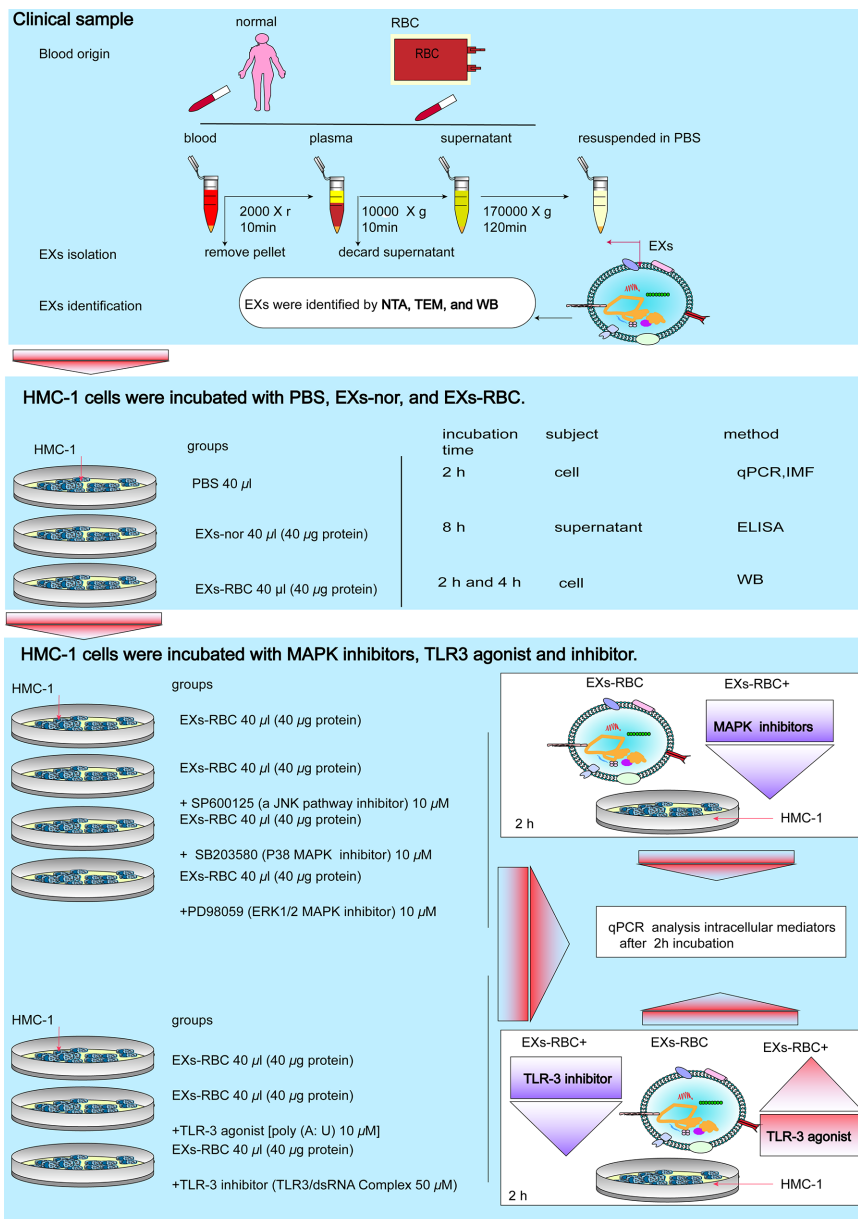 Clinical sample
normal
RBC
Blood origin
RBC
blood
plasma
supernatant
resuspended in PBS
2000 X r
10min
10000 X g
10min
170000 X g
120min
EXs isolation
remove pellet
decard supernatant
EXs
EXs identification
EXs were identified by NTA, TEM, and WB
HMC-1 cells were incubated with PBS, EXs-nor, and EXs-RBC.
HMC-1
groups
incubation
time
subject
method
PBS 40 µl
2 h
cell
qPCR,IMF
EXs-nor 40 µl (40 µg protein)
8 h
supernatant
ELISA
EXs-RBC 40 µl (40 µg protein)
2 h and 4 h
cell
WB
HMC-1 cells were incubated with MAPK inhibitors, TLR3 agonist and inhibitor.
HMC-1
groups
EXs-RBC 40 µl (40 µg protein)
EXs-RBC 40 µl (40 µg protein)
+ SP600125 (a JNK pathway inhibitor) 10 µM
EXs-RBC 40 µl (40 µg protein)
+ SB203580 (P38 MAPK inhibitor) 10 µM
EXs-RBC 40 µl (40 µg protein)
+PD98059 (ERK1/2 MAPK inhibitor) 10 µM
EXs-RBC
EXs-RBC+
MAPK inhibitors
HMC-1
2 h
qPCR analysis intracellular mediators
after 2h incubation
HMC-1
groups
EXs-RBC 40 µl (40 µg protein)
EXs-RBC 40 µl (40 µg protein)
+TLR-3 agonist [poly (A: U) 10 µM]
EXs-RBC 40 µl (40 µg protein)
+TLR-3 inhibitor (TLR3/dsRNA Complex 50 µM)
EXs-RBC+
EXs-RBC
EXs-RBC+
TLR-3 inhibitor
TLR-3 agonist
HMC-1
2 h